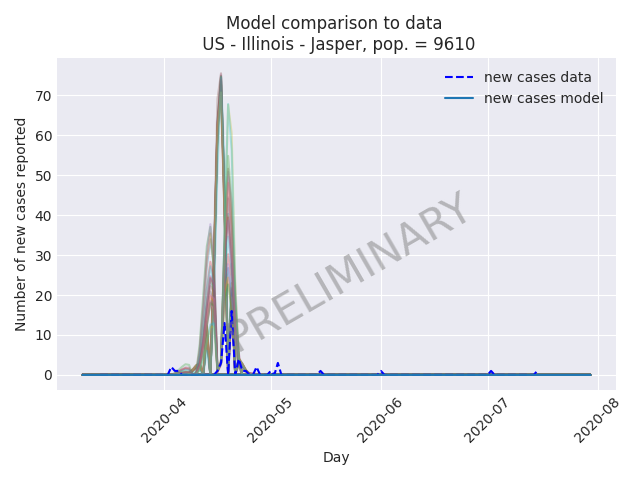 Model comparison to data
US - Illinois - Jasper, pop. = 9610
new cases data
new cases model
70
60
50
40
30
20
10
0
Number of new cases reported
PRELIMINARY
2020-04
2020-05
2020-06
2020-07
2020-08
Day